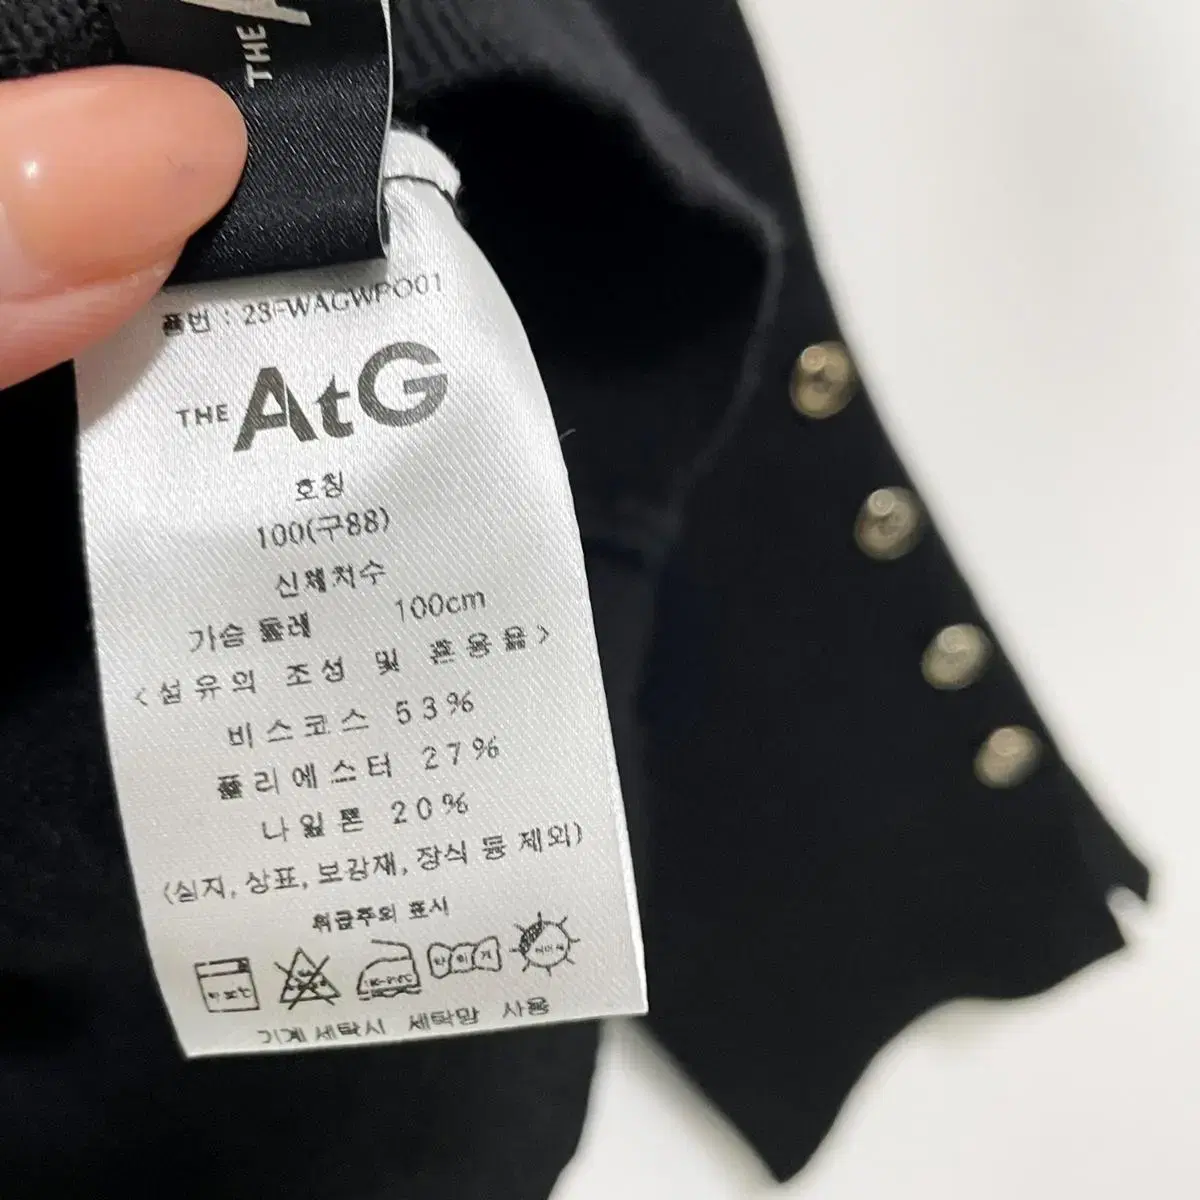 THE
품번 : 23FWAGWPO01
THE AtG
호칭
100(구88)
신체치수
가슴 둘레 100cm
<섬유의 조성 및 혼용율>
비스코스 53%
폴리에스터 27%
나일론 20%
(심지, 상표, 보강재, 장식 등 제외)
취급주의 표시
기계 세탁시 세탁망 사용